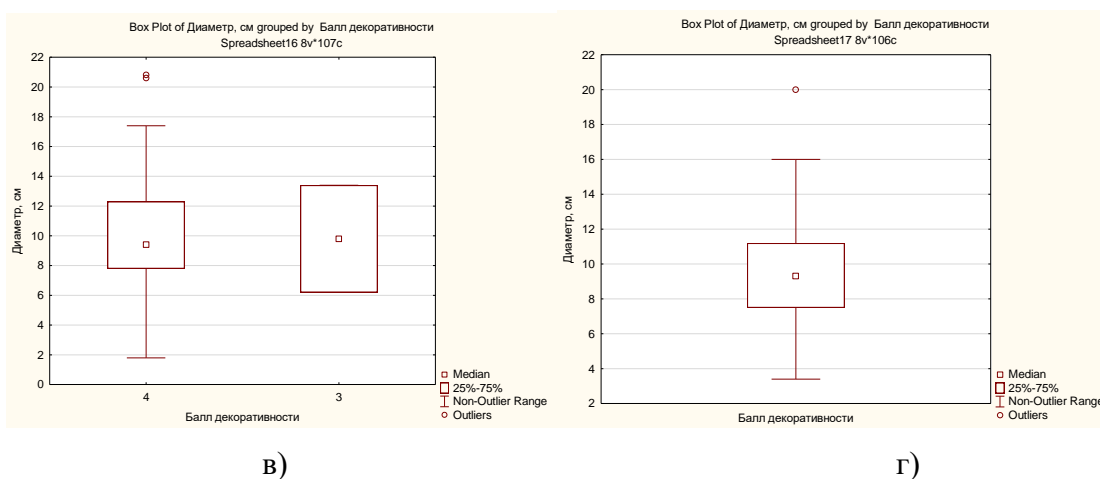 Box Plot of Диаметр, см grouped by Балл декоративности
Spreadsheet16 8v*107c
22
20
18
16
14
12
10
8
6
4
2
0
Диаметр, см
4
3
Балл декоративности
Median
25%-75%
Non-Outlier Range
Outliers
в)
Box Plot of Диаметр, см grouped by Балл декоративности
Spreadsheet17 8v*106c
22
20
18
16
14
12
10
8
6
4
2
Диаметр, см
Балл декоративности
Median
25%-75%
Non-Outlier Range
Outliers
г)